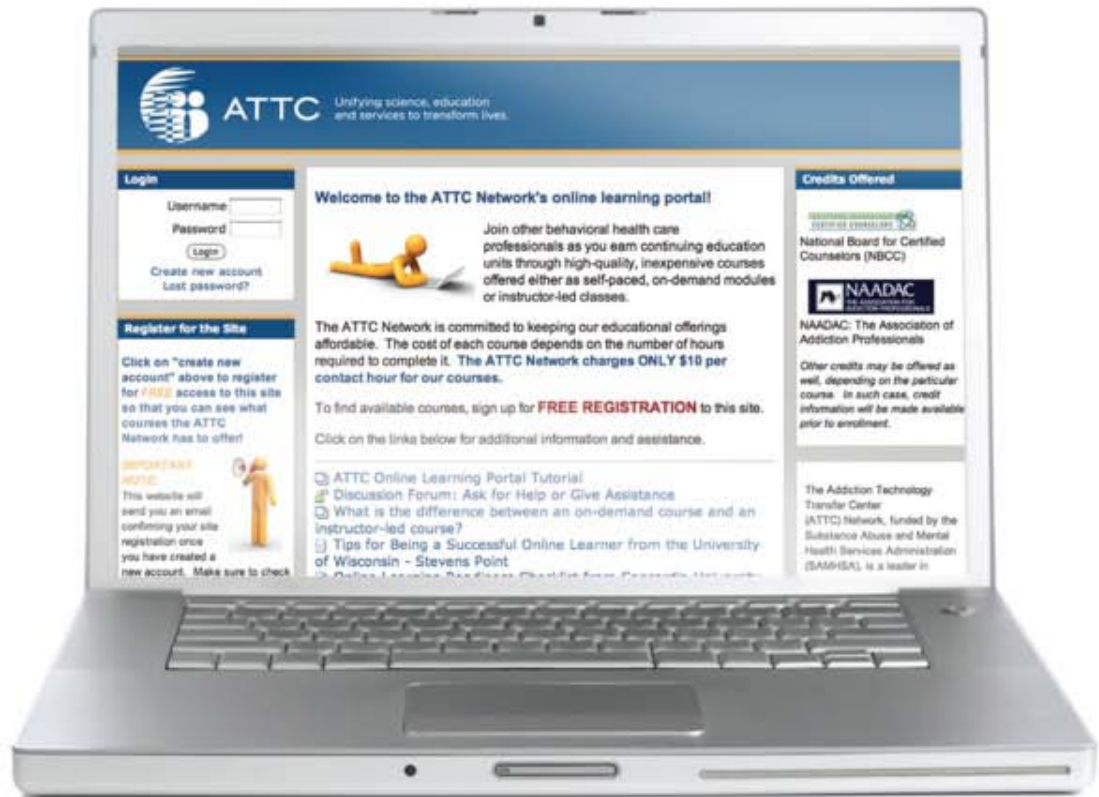 ATTC
Unifying science, education
and services to transform lives.
Login
Username
Password
Login
Create new account
Lost password?
Register for the Site
Click on "create new
account" above to register
for FREE access to this site
so that you can see what
courses the ATTC
Network has to offer!
IMPORTANT
NOTE:
This website will
send you an email
confirming your site
registration once
you have created a
new account. Make sure to check
Welcome to the ATTC Network's online learning portal!
Join other behavioral health care
professionals as you earn continuing education
units through high-quality, inexpensive courses
offered either as self-paced, on-demand modules
or instructor-led classes.
The ATTC Network is committed to keeping our educational offerings
affordable. The cost of each course depends on the number of hours
required to complete it. The ATTC Network charges ONLY $10 per
contact hour for our courses.
To find available courses, sign up for FREE REGISTRATION to this site.
Click on the links below for additional information and assistance.
ATTC Online Learning Portal Tutorial
Discussion Forum: Ask for Help or Give Assistance
What is the difference between an on-demand course and an
instructor-led course?
Tips for Being a Successful Online Learner from the University
of Wisconsin - Stevens Point
Online Learning Readiness Checklist from Concordia University
Credits Offered
CERTIFIED COUNSELORS
National Board for Certified
Counselors (NBCC)
NAADAC
THE ASSOCIATION FOR
ADDICTION PROFESSIONALS
NAADAC: The Association of
Addiction Professionals
Other credits may be offered as
well, depending on the particular
course. In such case, credit
information will be made available
prior to enrollment.
The Addiction Technology
Transfer Center
(ATTC) Network, funded by the
Substance Abuse and Mental
Health Services Administration
(SAMHSA), is a leader in